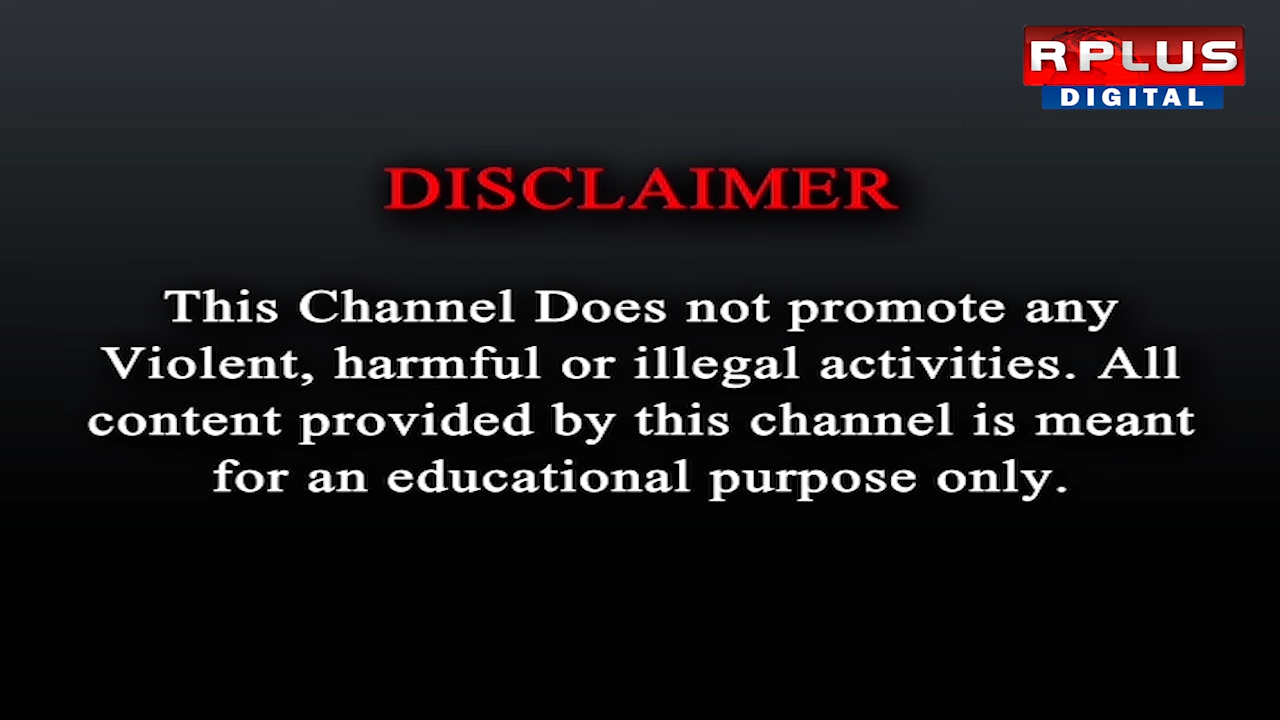 RPLUS
DIGITAL
DISCLAIMER
This Channel Does not promote any
Violent, harmful or illegal activities. All
content provided by this channel is meant
for an educational purpose only.